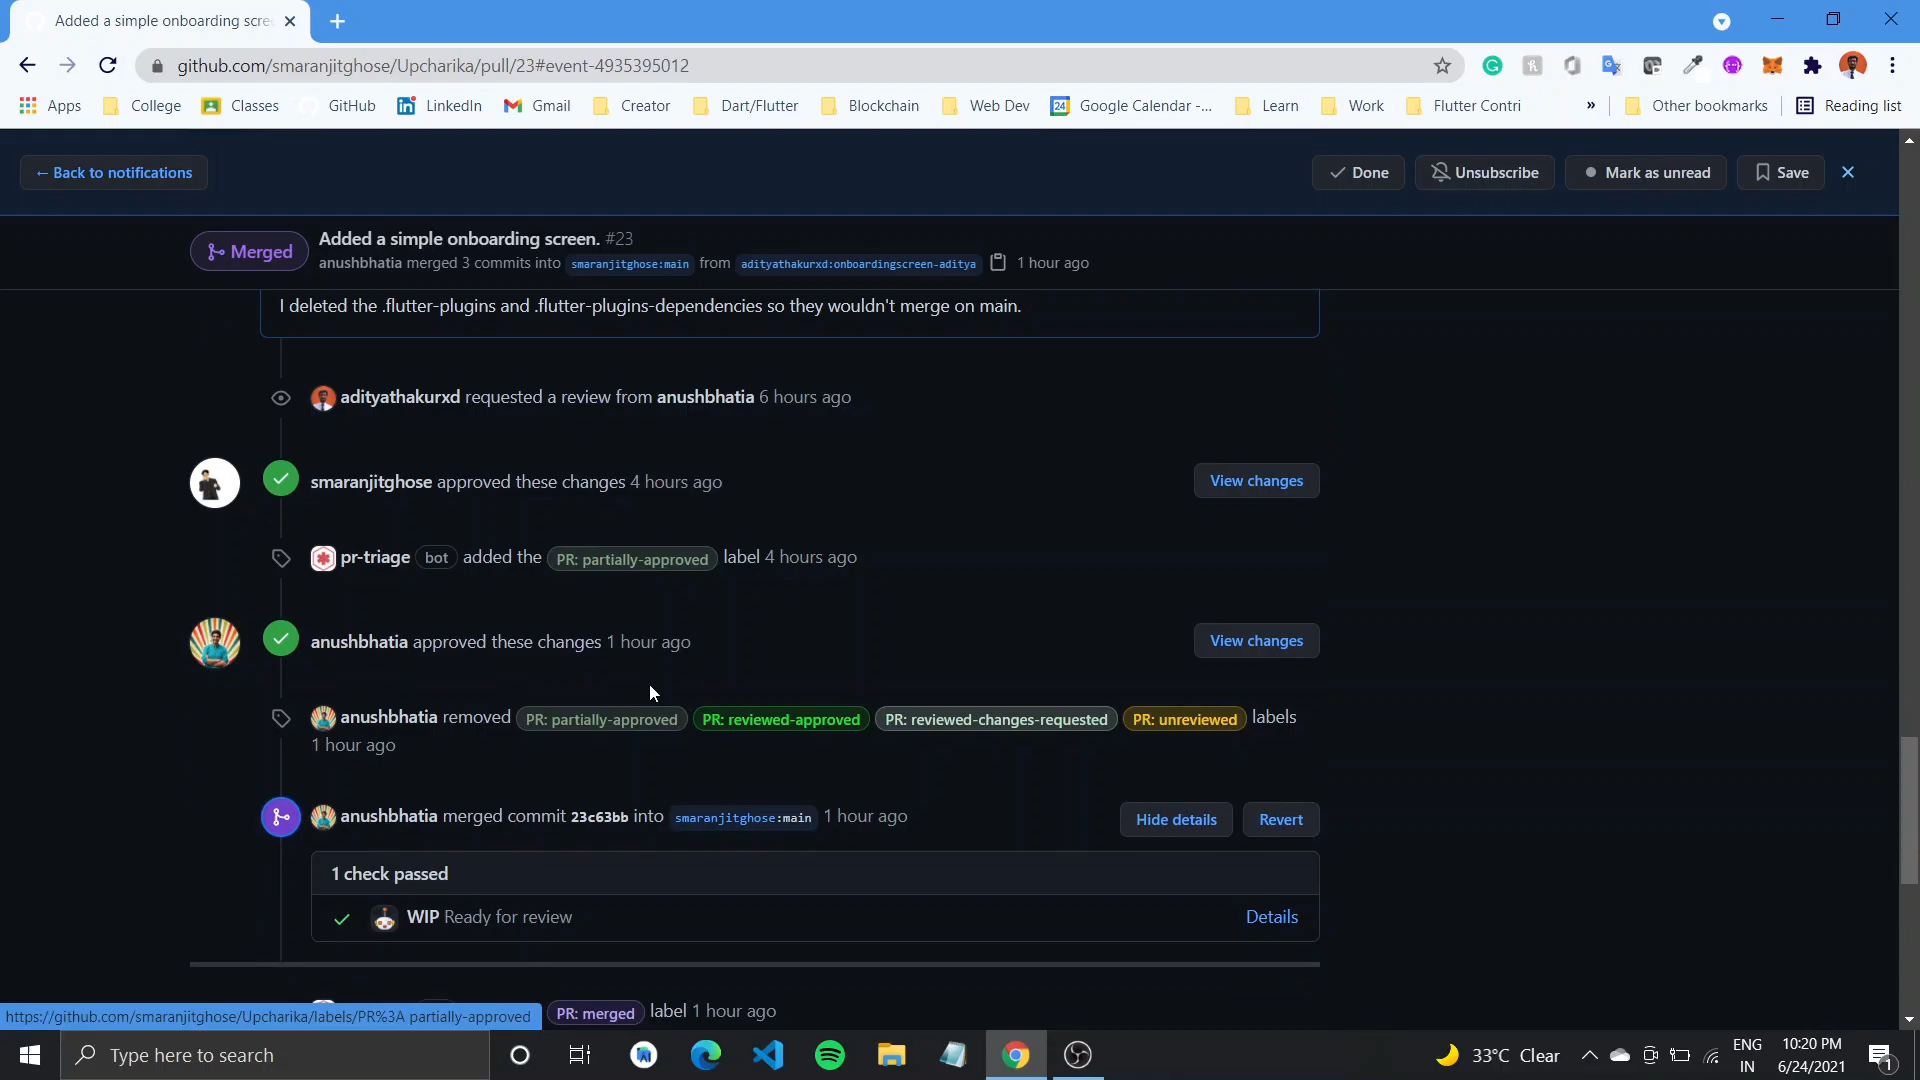 Added a simple onboarding scre
github.com/smaranjitghose/Upcharika/pull/23#event-4935395012
Apps College Classes GitHub LinkedIn Gmail Creator Dart/Flutter Blockchain Web Dev Google Calendar -... Learn Work Flutter Contri » Other bookmarks Reading list
← Back to notifications Done Unsubscribe Mark as unread Save
Merged Added a simple onboarding screen. #23
anushbhatia merged 3 commits into smaranjitghose:main from adityathakurxd:onboardingscreen-aditya 1 hour ago
I deleted the .flutter-plugins and .flutter-plugins-dependencies so they wouldn't merge on main.
adityathakurxd requested a review from anushbhatia 6 hours ago
smaranjitghose approved these changes 4 hours ago View changes
pr-triage bot added the PR: partially-approved label 4 hours ago
anushbhatia approved these changes 1 hour ago View changes
anushbhatia removed PR: partially-approved PR: reviewed-approved PR: reviewed-changes-requested PR: unreviewed labels
1 hour ago
anushbhatia merged commit 23c63bb into smaranjitghose:main 1 hour ago Hide details Revert
1 check passed
WIP Ready for review Details
PR: merged label 1 hour ago
https://github.com/smaranjitghose/Upcharika/labels/PR%3A partially-approved
Type here to search 33°C Clear ENG 10:20 PM
IN 6/24/2021 1